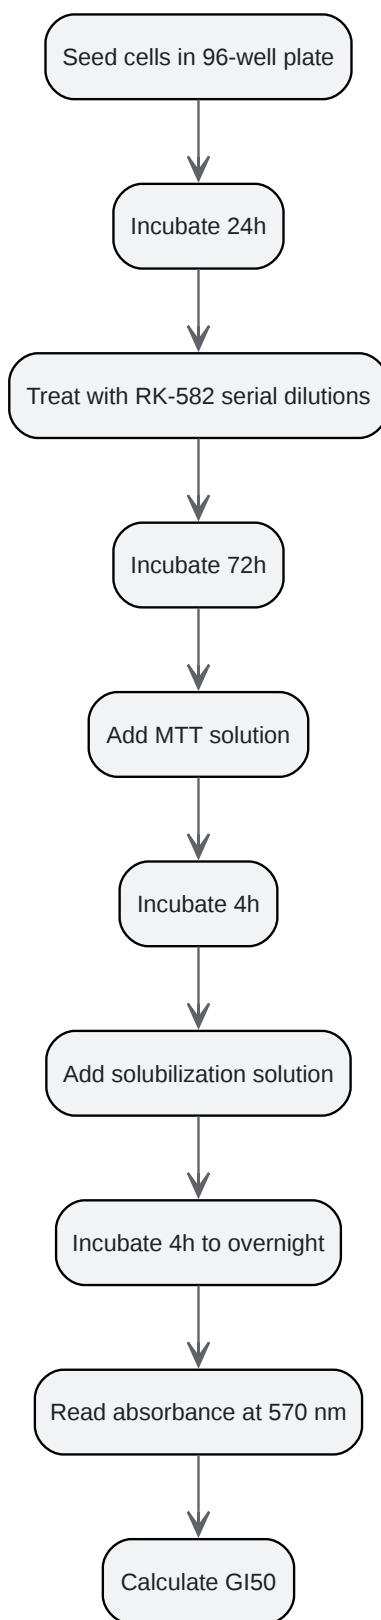 Seed cells in 96-well plate
Incubate 24h
Treat with RK-582 serial dilutions
Incubate 72h
Add MTT solution
Incubate 4h
Add solubilization solution
Incubate 4h to overnight
Read absorbance at 570 nm
Calculate GI50